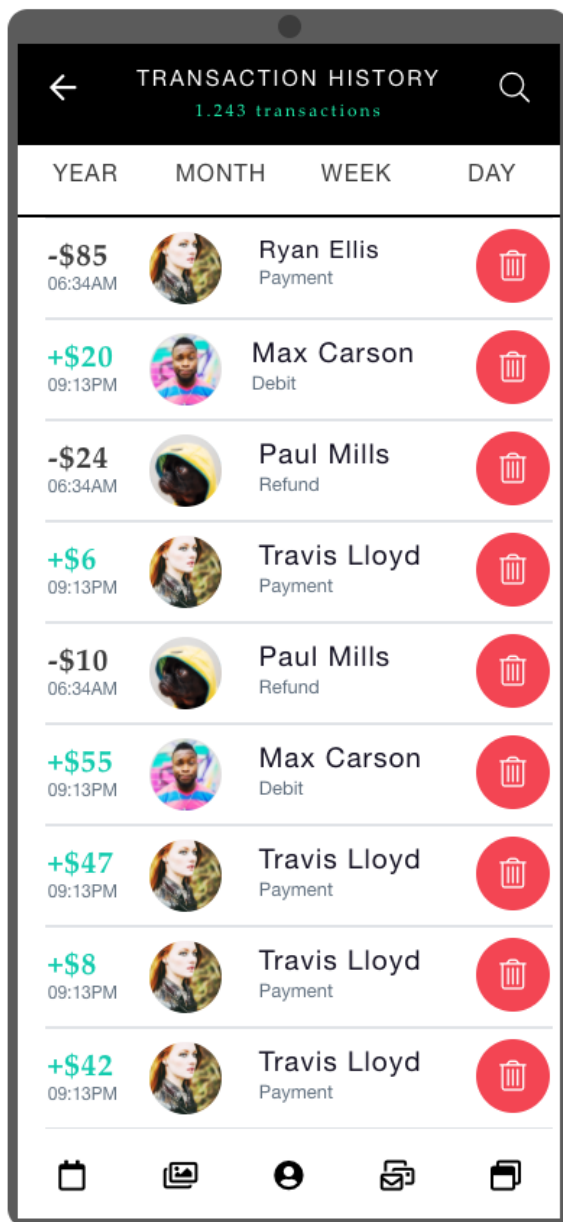 TRANSACTION HISTORY
1.243 transactions
YEAR MONTH WEEK DAY
-$85 Ryan Ellis
06:34AM Payment
+$20 Max Carson
09:13PM Debit
-$24 Paul Mills
06:34AM Refund
+$6 Travis Lloyd
09:13PM Payment
-$10 Paul Mills
06:34AM Refund
+$55 Max Carson
09:13PM Debit
+$47 Travis Lloyd
09:13PM Payment
+$8 Travis Lloyd
09:13PM Payment
+$42 Travis Lloyd
09:13PM Payment